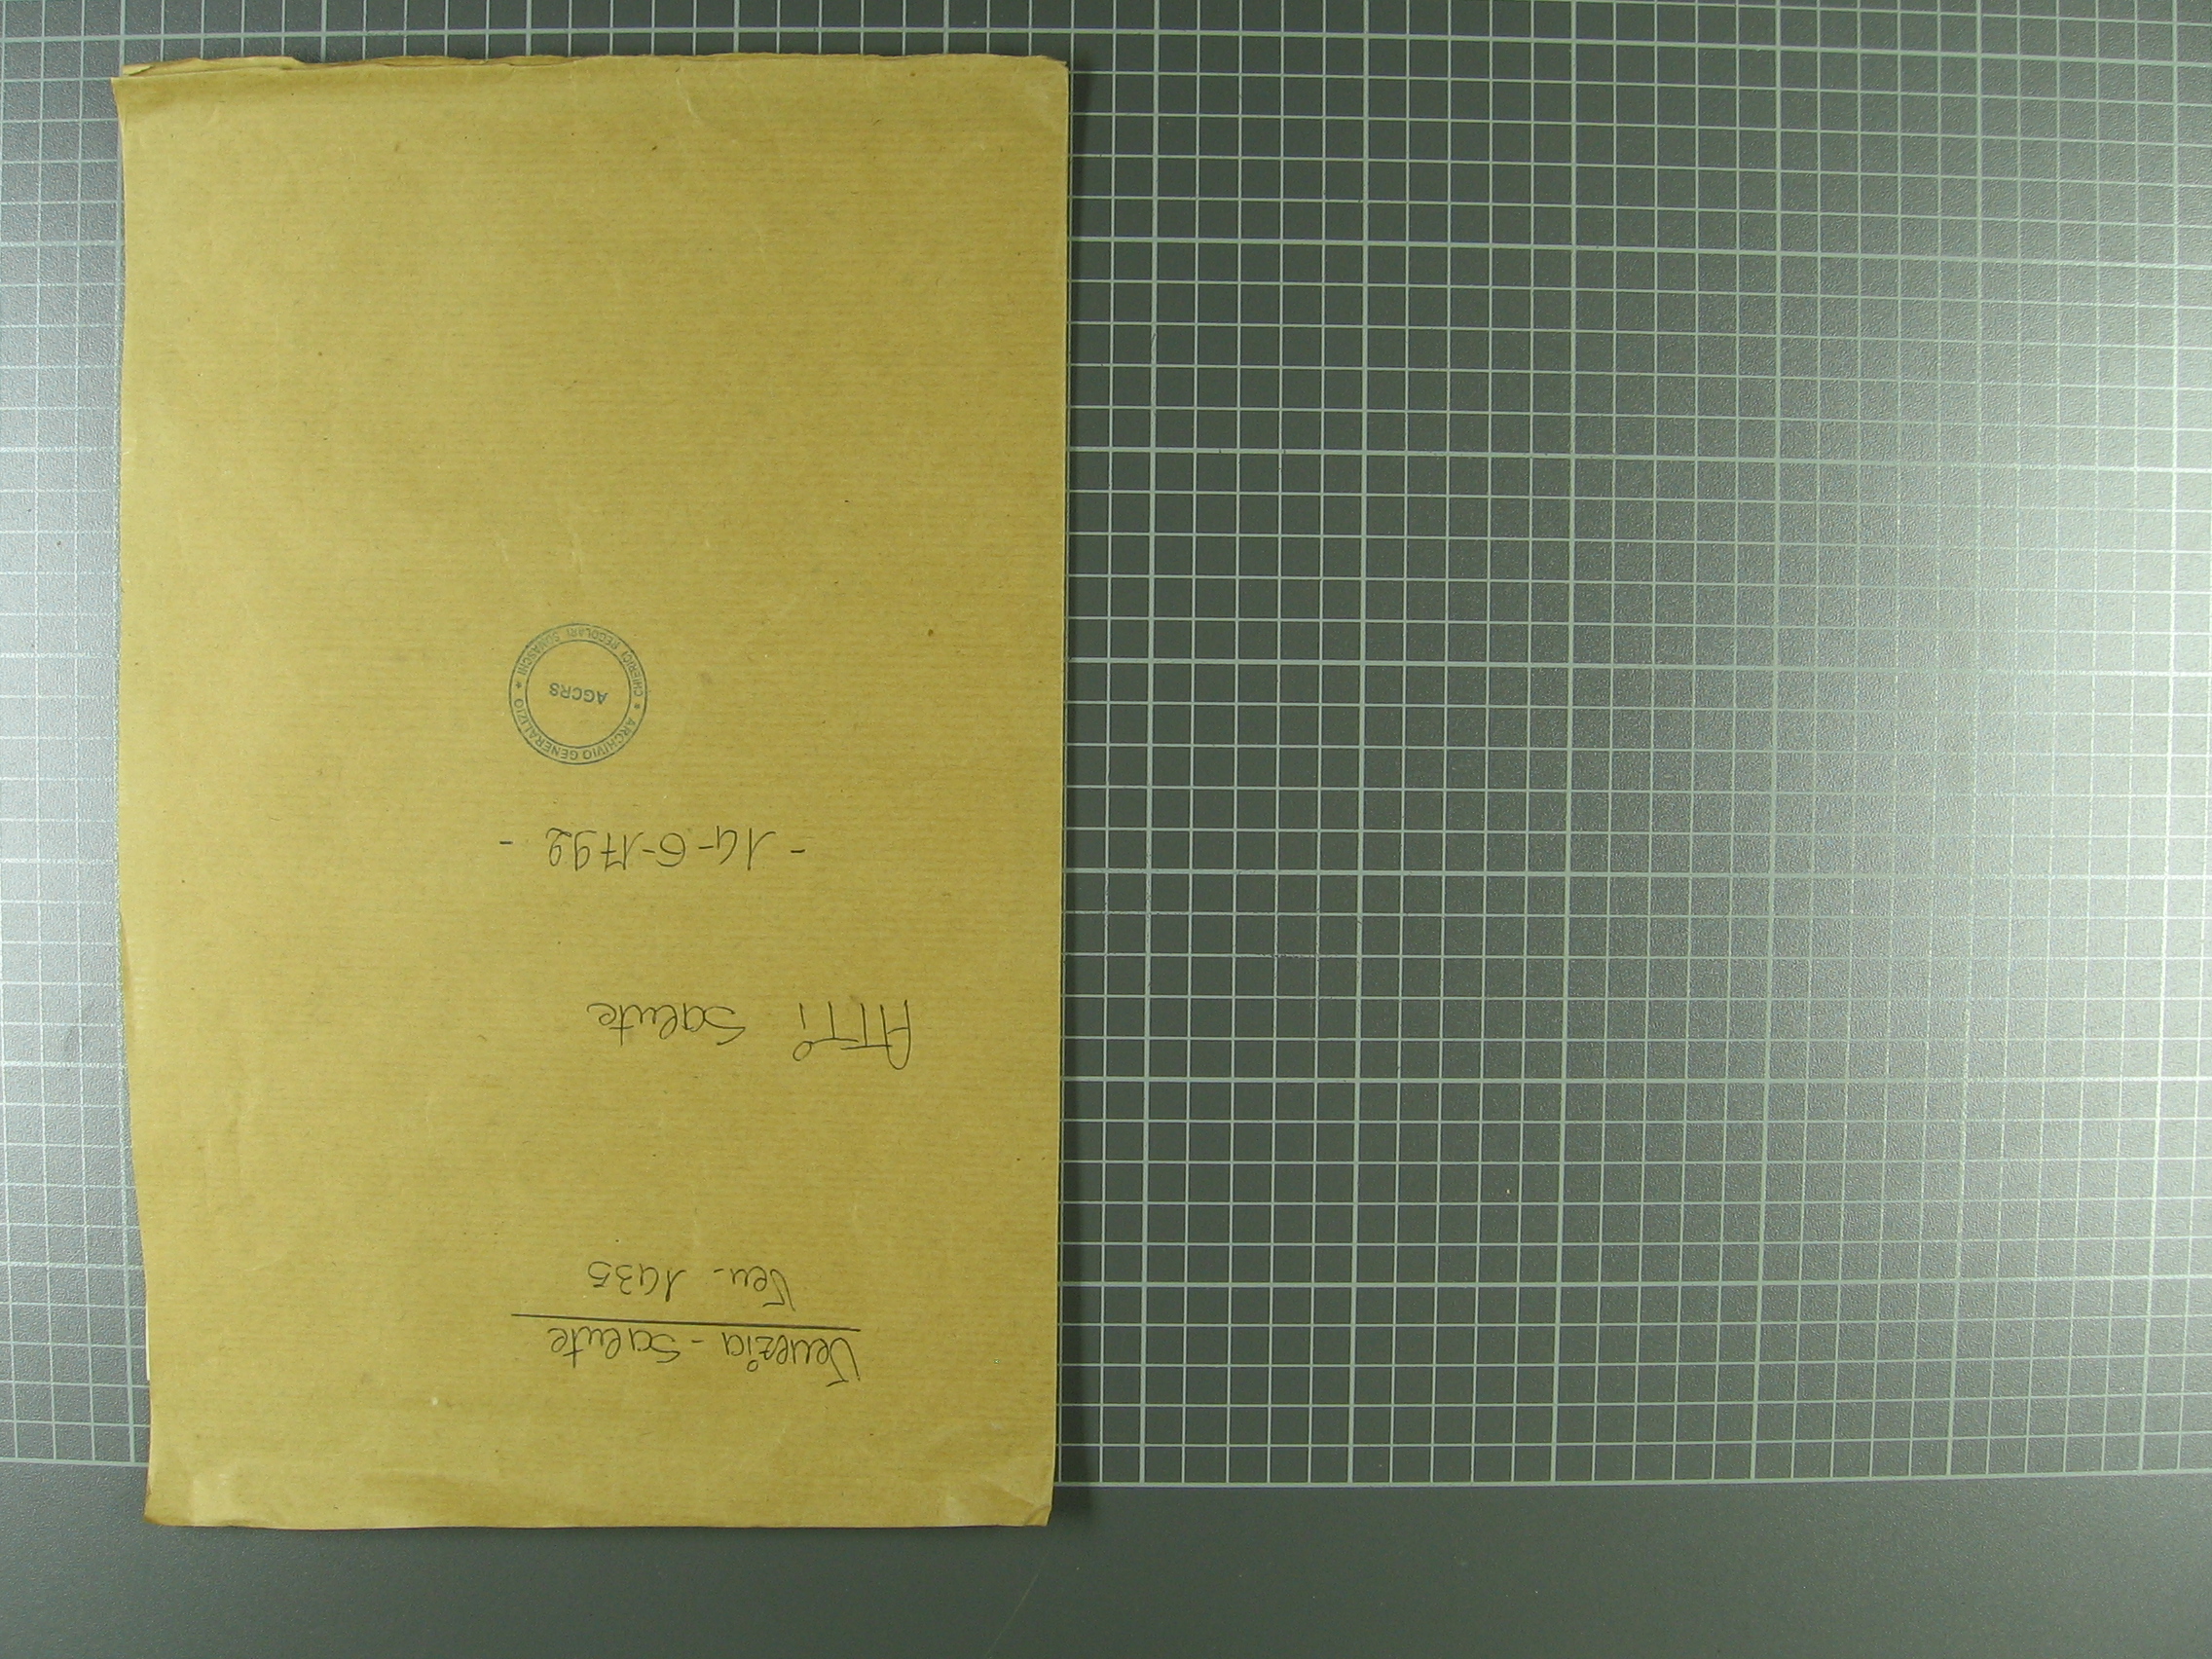 Venezia - Salute
Ven. 1435
ATTi Salute
- 14-6-1792 -
* ARCHIVIO GENERALIZIO *
CHIERICI REGOLARI SOMASCHI
AGCRS